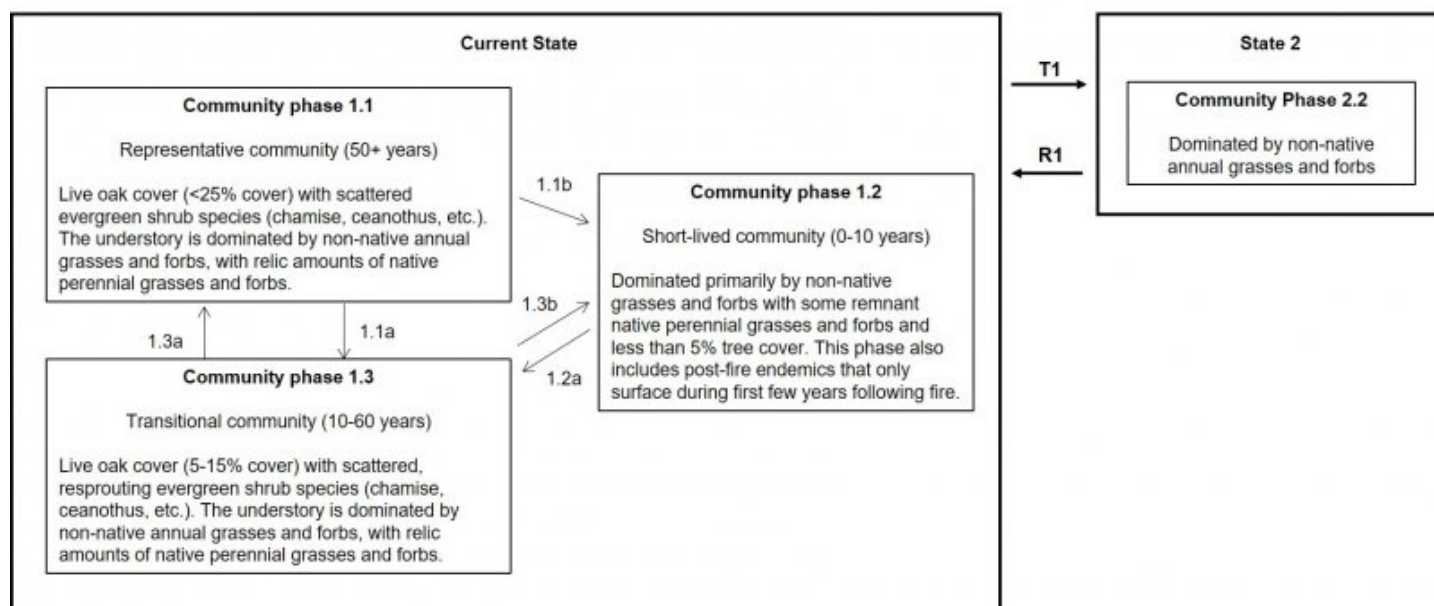 Current State
Community phase 1.1
Representative community (50+ years)
Live oak cover (<25% cover) with scattered
evergreen shrub species (chamise, ceanothus, etc.).
The understory is dominated by non-native annual
grasses and forbs, with relic amounts of native
perennial grasses and forbs.
1.1b
Community phase 1.2
Short-lived community (0-10 years)
Dominated primarily by non-native
grasses and forbs with some remnant
native perennial grasses and forbs and
less than 5% tree cover. This phase also
includes post-fire endemics that only
surface during first few years following fire.
1.3a
1.1a
1.3b
1.2a
Community phase 1.3
Transitional community (10-60 years)
Live oak cover (5-15% cover) with scattered,
resprouting evergreen shrub species (chamise,
ceanothus, etc.). The understory is dominated by
non-native annual grasses and forbs, with relic
amounts of native perennial grasses and forbs.
T1
R1
State 2
Community Phase 2.2
Dominated by non-native
annual grasses and forbs